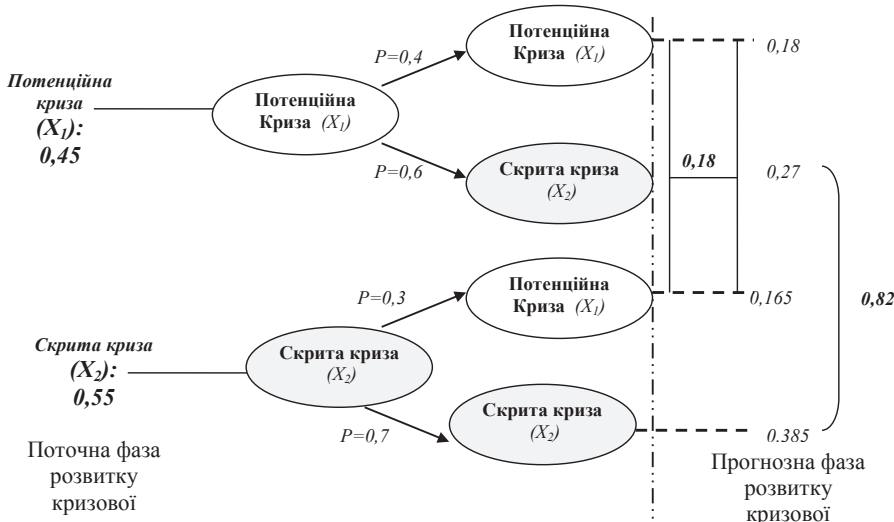 Потенційна
криза
(X₁):
0,45
Потенційна
Криза (X₁)
P=0,4
P=0,6
Потенційна
Криза (X₁)
Скрита криза
(X₂)
0,18
0,18
0,27
Скрита криза
(X₂):
0,55
Скрита криза
(X₂)
P=0,3
P=0,7
Потенційна
Криза (X₁)
Скрита криза
(X₂)
0,165
0,82
0.385
Поточна фаза
розвитку
кризової
Прогнозна фаза
розвитку
кризової